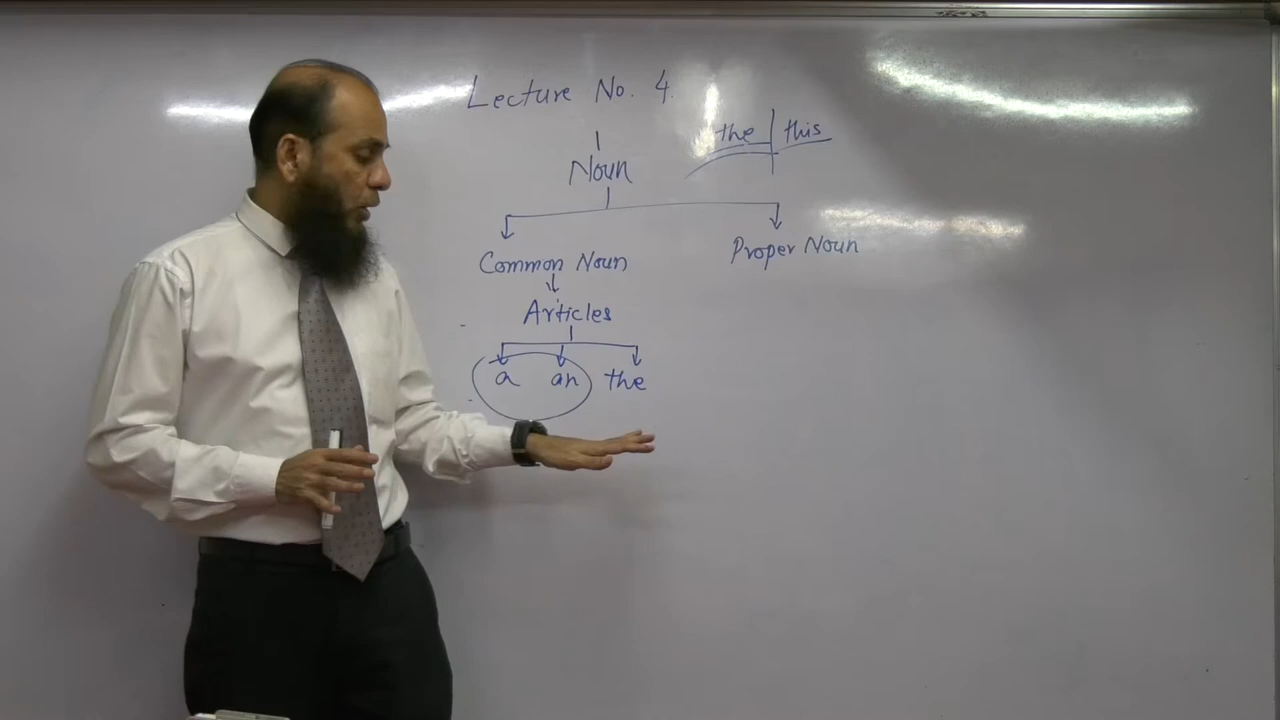 Lecture No. 4.
the | this
Noun
Common Noun
Proper Noun
Articles
a an the